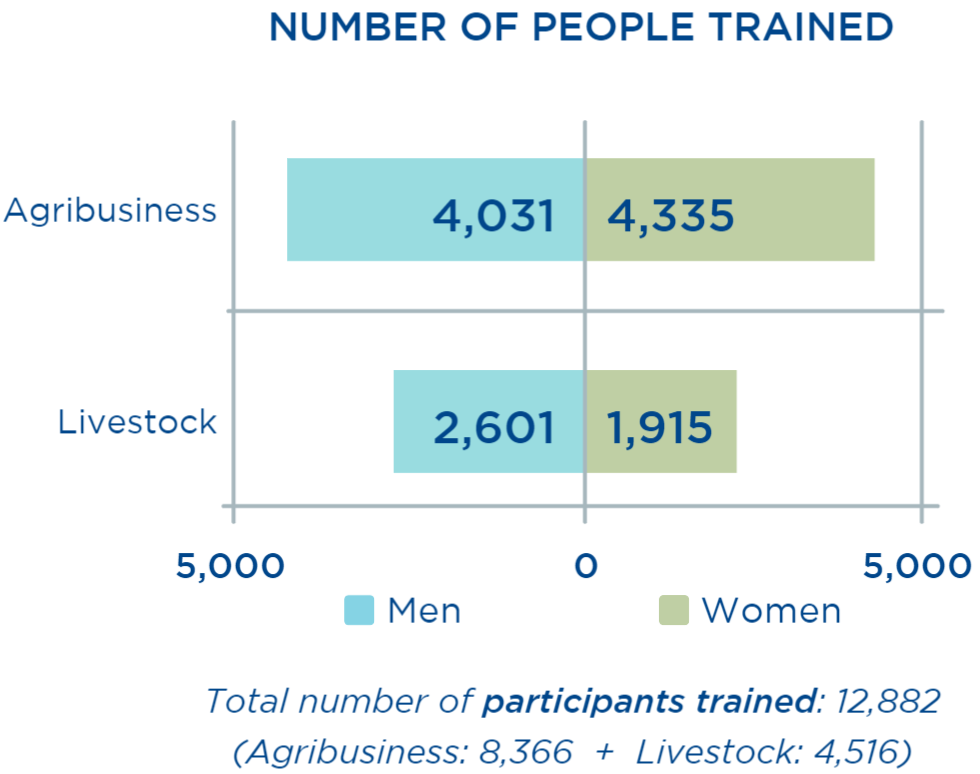 NUMBER OF PEOPLE TRAINED
Agribusiness 4,031 4,335
Livestock 2,601 1,915
5,000 0 5,000
Men Women
Total number of participants trained: 12,882
(Agribusiness: 8,366 + Livestock: 4,516)